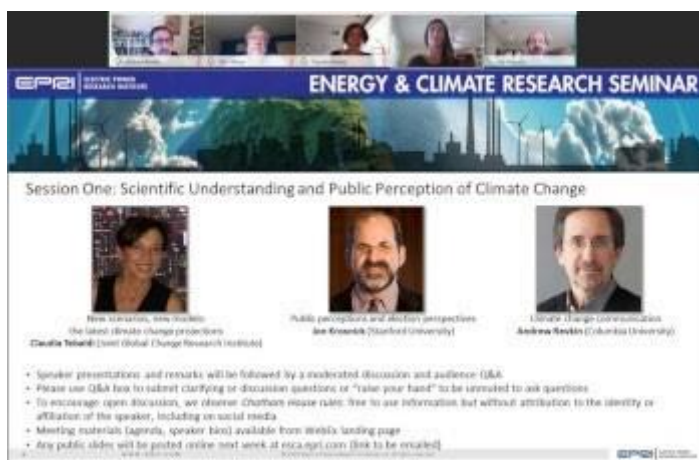 EPRI ELECTRIC POWER
RESEARCH INSTITUTE
ENERGY & CLIMATE RESEARCH SEMINAR
Session One: Scientific Understanding and Public Perception of Climate Change
New scenarios, new models:
the latest climate change projections
Claudia Tebaldi (Joint Global Change Research Institute)
Public perceptions and election perspectives
Jon Krosnick (Stanford University)
Climate change communication
Andrew Revkin (Columbia University)
• Speaker presentations and remarks will be followed by a moderated discussion and audience Q&A
• Please use Q&A box to submit clarifying or discussion questions or "raise your hand" to be unmuted to ask questions
• To encourage open discussion, we observe Chatham House rules: free to use information but without attribution to the identity or
affiliation of the speaker, including on social media
• Meeting materials (agenda, speaker bios) available from WebEx landing page
• Any public slides will be posted online next week at esca.epri.com (link to be emailed)
EPRI